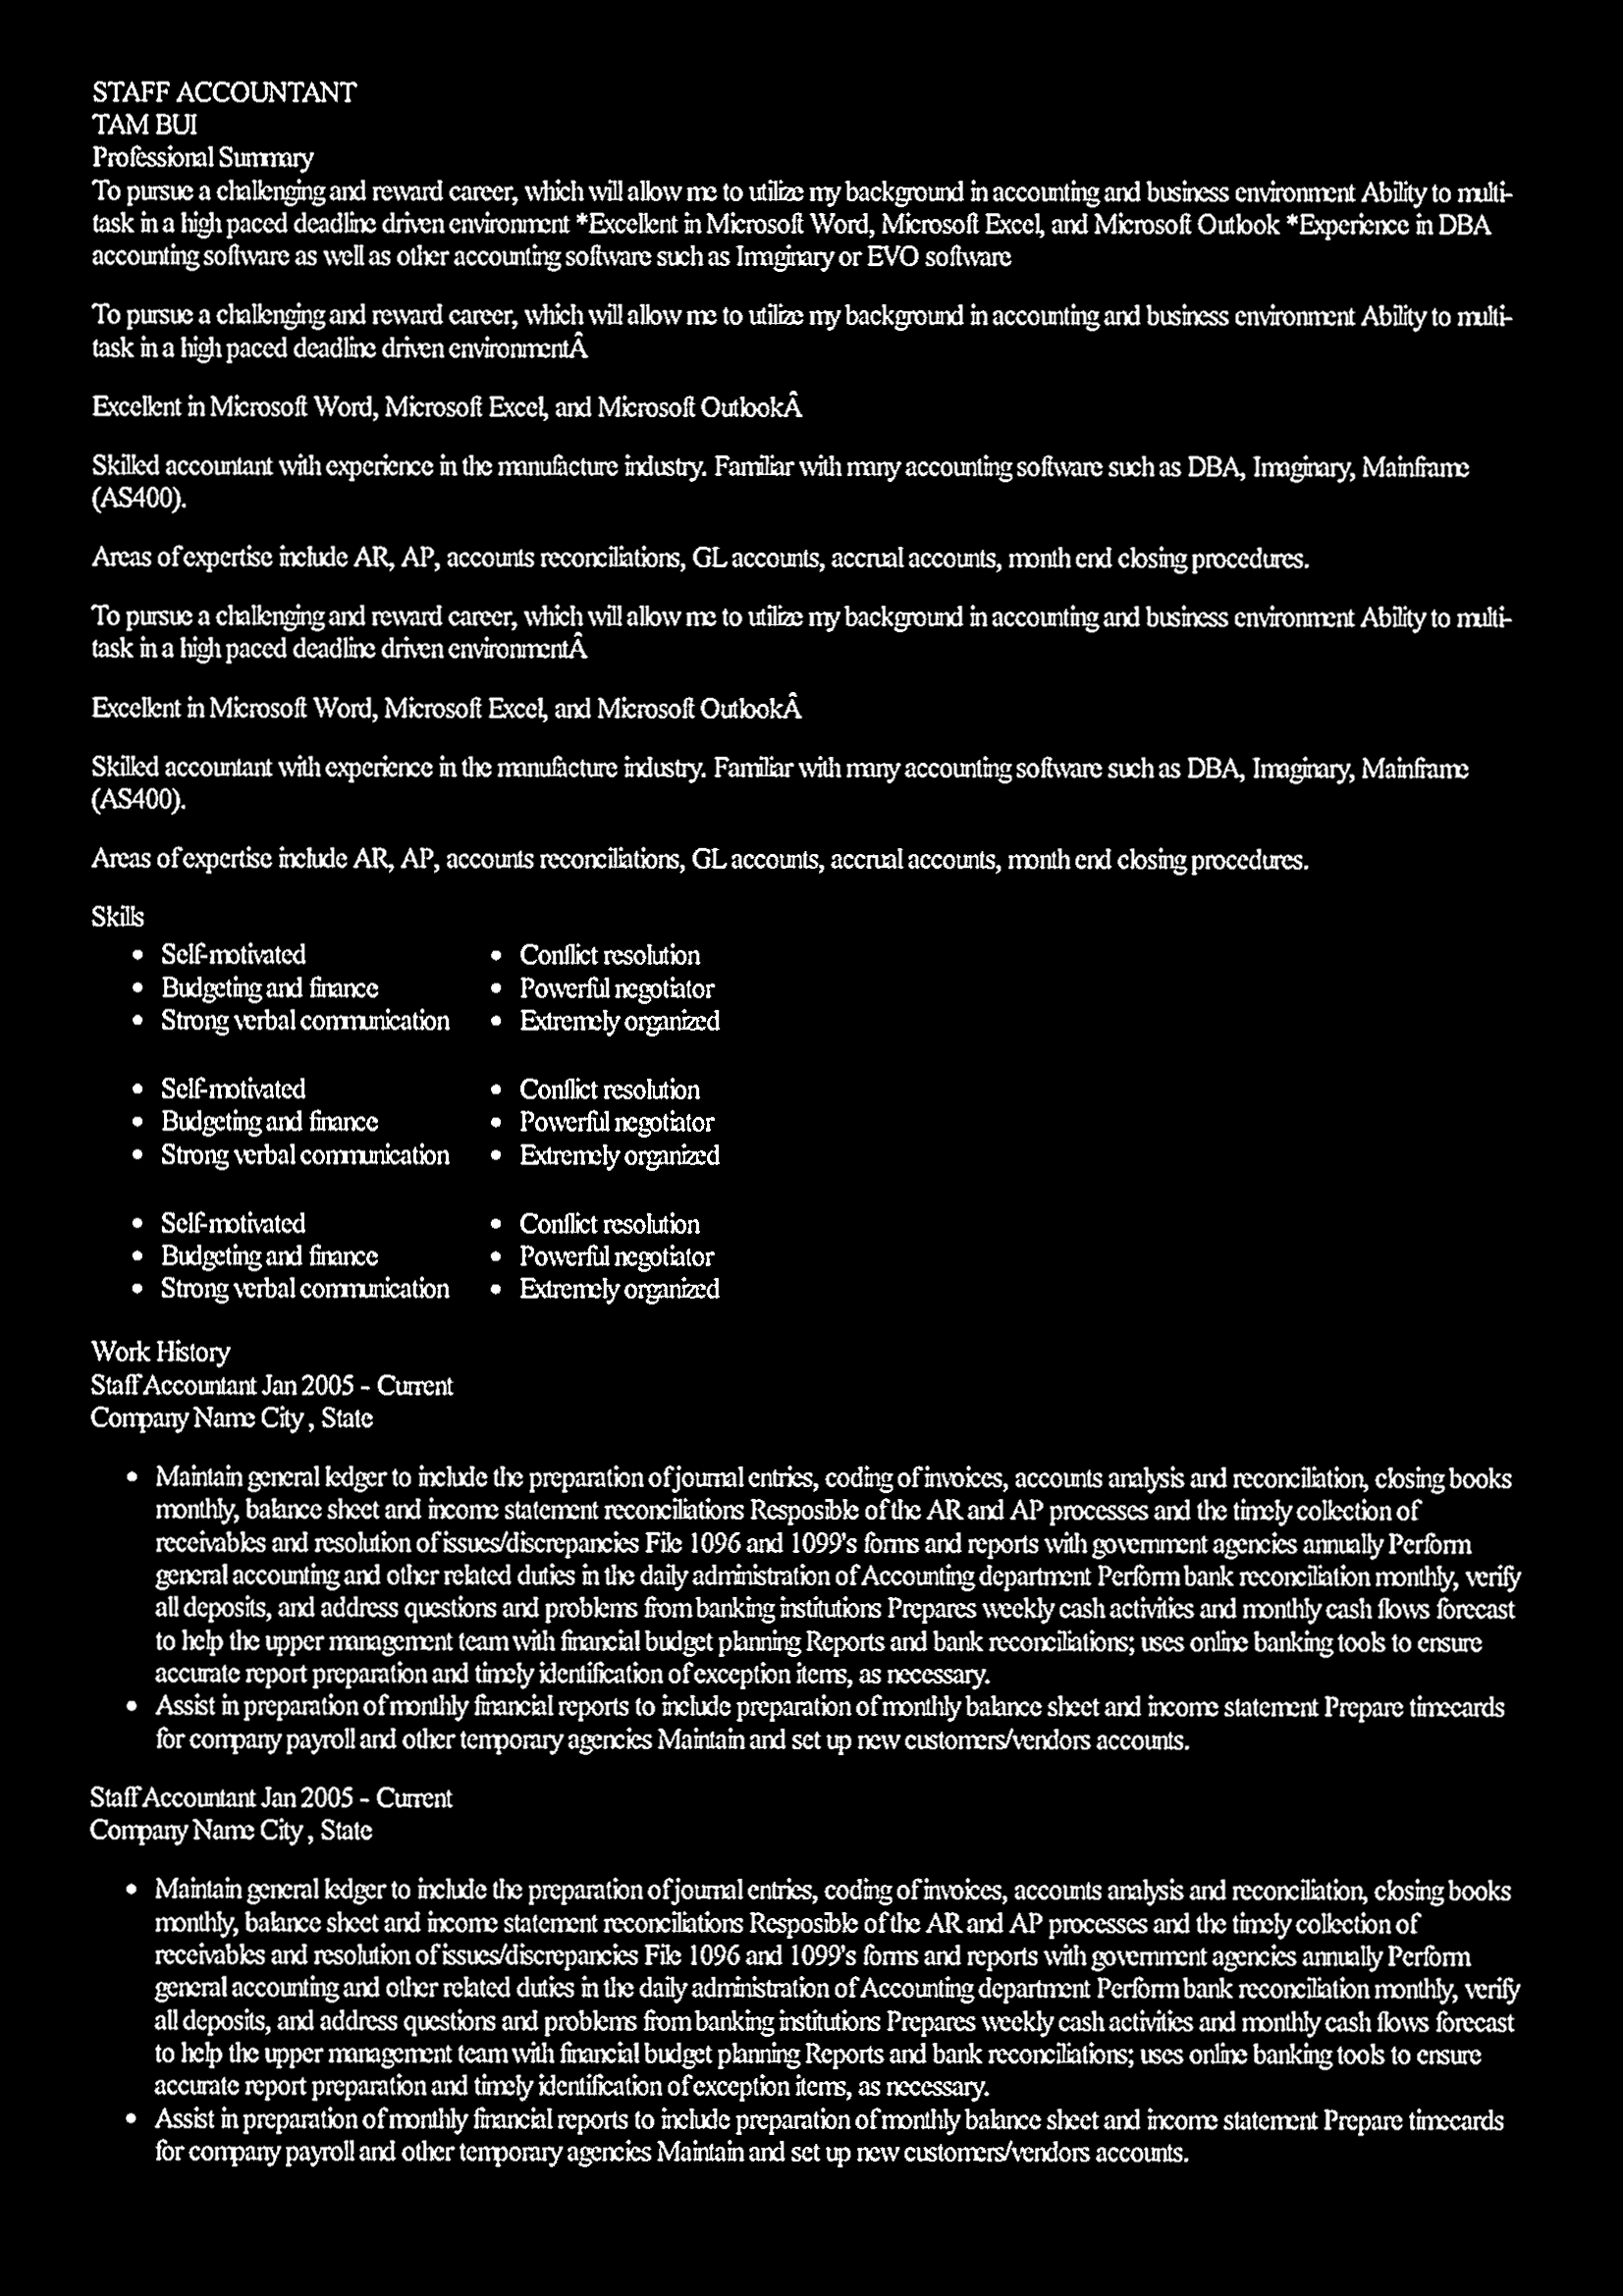 STAFF ACCOUNTANT
TAM BUI
Professional Summary
To pursue a challenging and reward career, which will allow me to utilize my background in accounting and business environment Ability to multi-
task in a high paced deadline driven environment *Excellent in Microsoft Word, Microsoft Excel, and Microsoft Outlook *Experience in DBA
accounting software as well as other accounting software such as Imaginary or EVO software
To pursue a challenging and reward career, which will allow me to utilize my background in accounting and business environment Ability to multi-
task in a high paced deadline driven environmentÂ
Excellent in Microsoft Word, Microsoft Excel, and Microsoft OutlookÂ
Skilled accountant with experience in the manufacture industry. Familiar with many accounting software such as DBA, Imaginary, Mainframe
(AS400).
Areas of expertise include AR, AP, accounts reconciliations, GL accounts, accrual accounts, month end closing procedures.
To pursue a challenging and reward career, which will allow me to utilize my background in accounting and business environment Ability to multi-
task in a high paced deadline driven environmentÂ
Excellent in Microsoft Word, Microsoft Excel, and Microsoft OutlookÂ
Skilled accountant with experience in the manufacture industry. Familiar with many accounting software such as DBA, Imaginary, Mainframe
(AS400).
Areas of expertise include AR, AP, accounts reconciliations, GL accounts, accrual accounts, month end closing procedures.
Skills
• Self-motivated • Conflict resolution
• Budgeting and finance • Powerful negotiator
• Strong verbal communication • Extremely organized
• Self-motivated • Conflict resolution
• Budgeting and finance • Powerful negotiator
• Strong verbal communication • Extremely organized
• Self-motivated • Conflict resolution
• Budgeting and finance • Powerful negotiator
• Strong verbal communication • Extremely organized
Work History
Staff Accountant Jan 2005 - Current
Company Name City , State
• Maintain general ledger to include the preparation of journal entries, coding of invoices, accounts analysis and reconciliation, closing books
monthly, balance sheet and income statement reconciliations Resposible of the AR and AP processes and the timely collection of
receivables and resolution of issues/discrepancies File 1096 and 1099's forms and reports with government agencies annually Perform
general accounting and other related duties in the daily administration of Accounting department Perform bank reconciliation monthly, verify
all deposits, and address questions and problems from banking institutions Prepares weekly cash activities and monthly cash flows forecast
to help the upper management team with financial budget planning Reports and bank reconciliations; uses online banking tools to ensure
accurate report preparation and timely identification of exception items, as necessary.
• Assist in preparation of monthly financial reports to include preparation of monthly balance sheet and income statement Prepare timecards
for company payroll and other temporary agencies Maintain and set up new customers/vendors accounts.
Staff Accountant Jan 2005 - Current
Company Name City , State
• Maintain general ledger to include the preparation of journal entries, coding of invoices, accounts analysis and reconciliation, closing books
monthly, balance sheet and income statement reconciliations Resposible of the AR and AP processes and the timely collection of
receivables and resolution of issues/discrepancies File 1096 and 1099's forms and reports with government agencies annually Perform
general accounting and other related duties in the daily administration of Accounting department Perform bank reconciliation monthly, verify
all deposits, and address questions and problems from banking institutions Prepares weekly cash activities and monthly cash flows forecast
to help the upper management team with financial budget planning Reports and bank reconciliations; uses online banking tools to ensure
accurate report preparation and timely identification of exception items, as necessary.
• Assist in preparation of monthly financial reports to include preparation of monthly balance sheet and income statement Prepare timecards
for company payroll and other temporary agencies Maintain and set up new customers/vendors accounts.